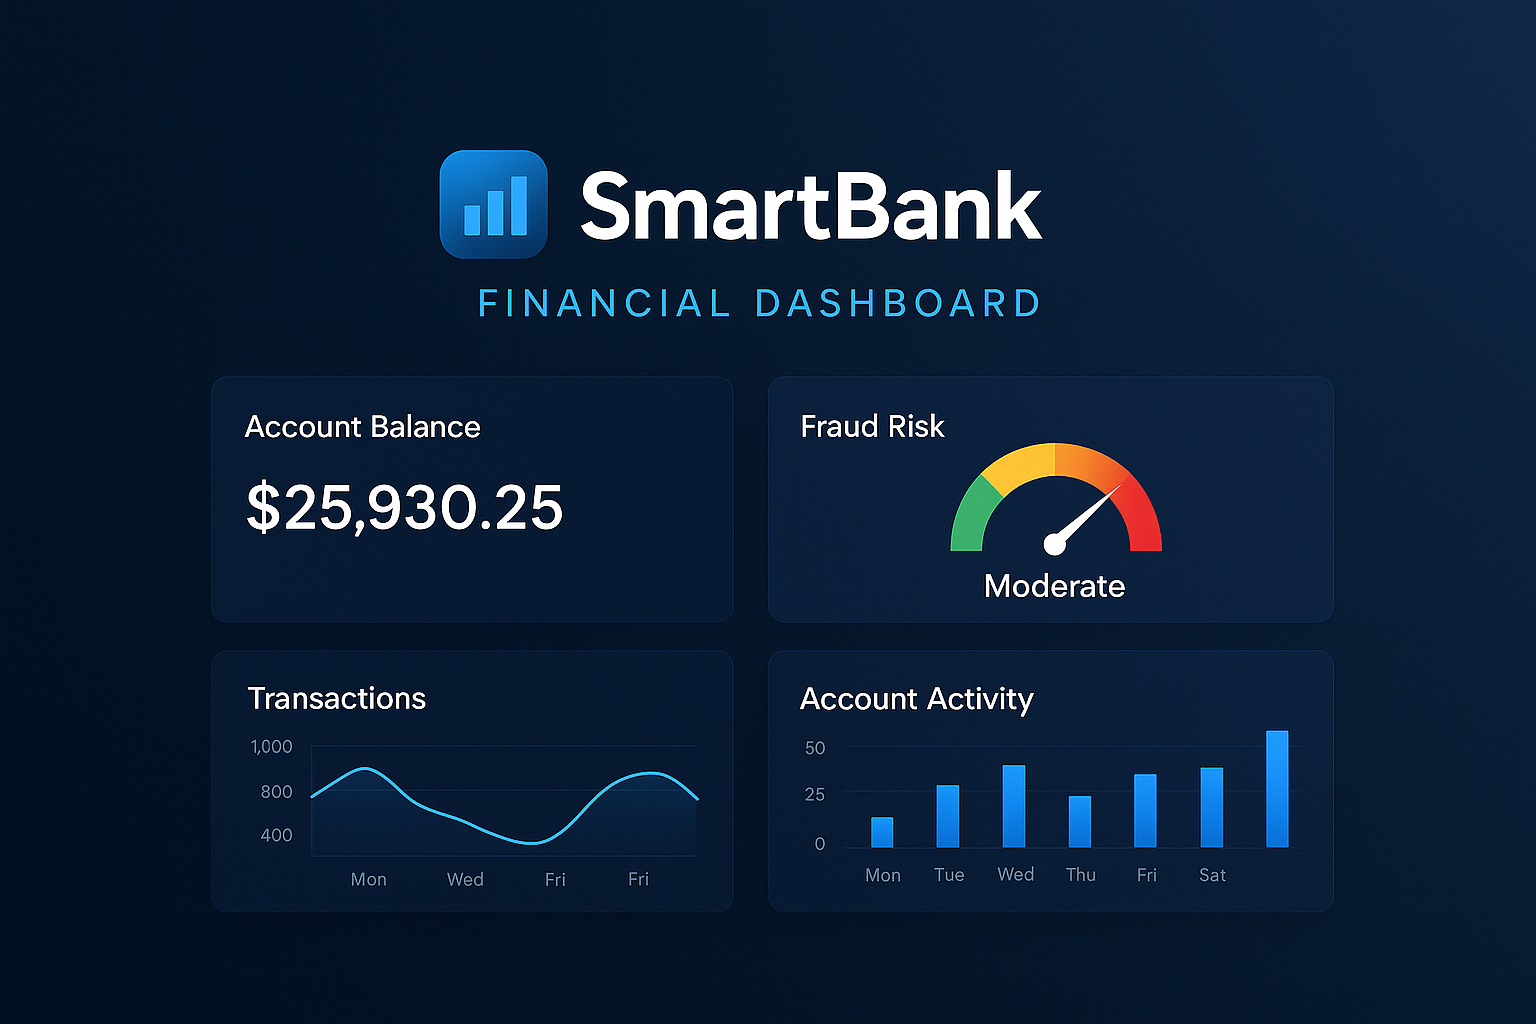 SmartBank
FINANCIAL DASHBOARD
Account Balance
$25,930.25
Fraud Risk
Moderate
Transactions
1,000
800
400
Mon Wed Fri Fri
Account Activity
50
25
0
Mon Tue Wed Thu Fri Sat